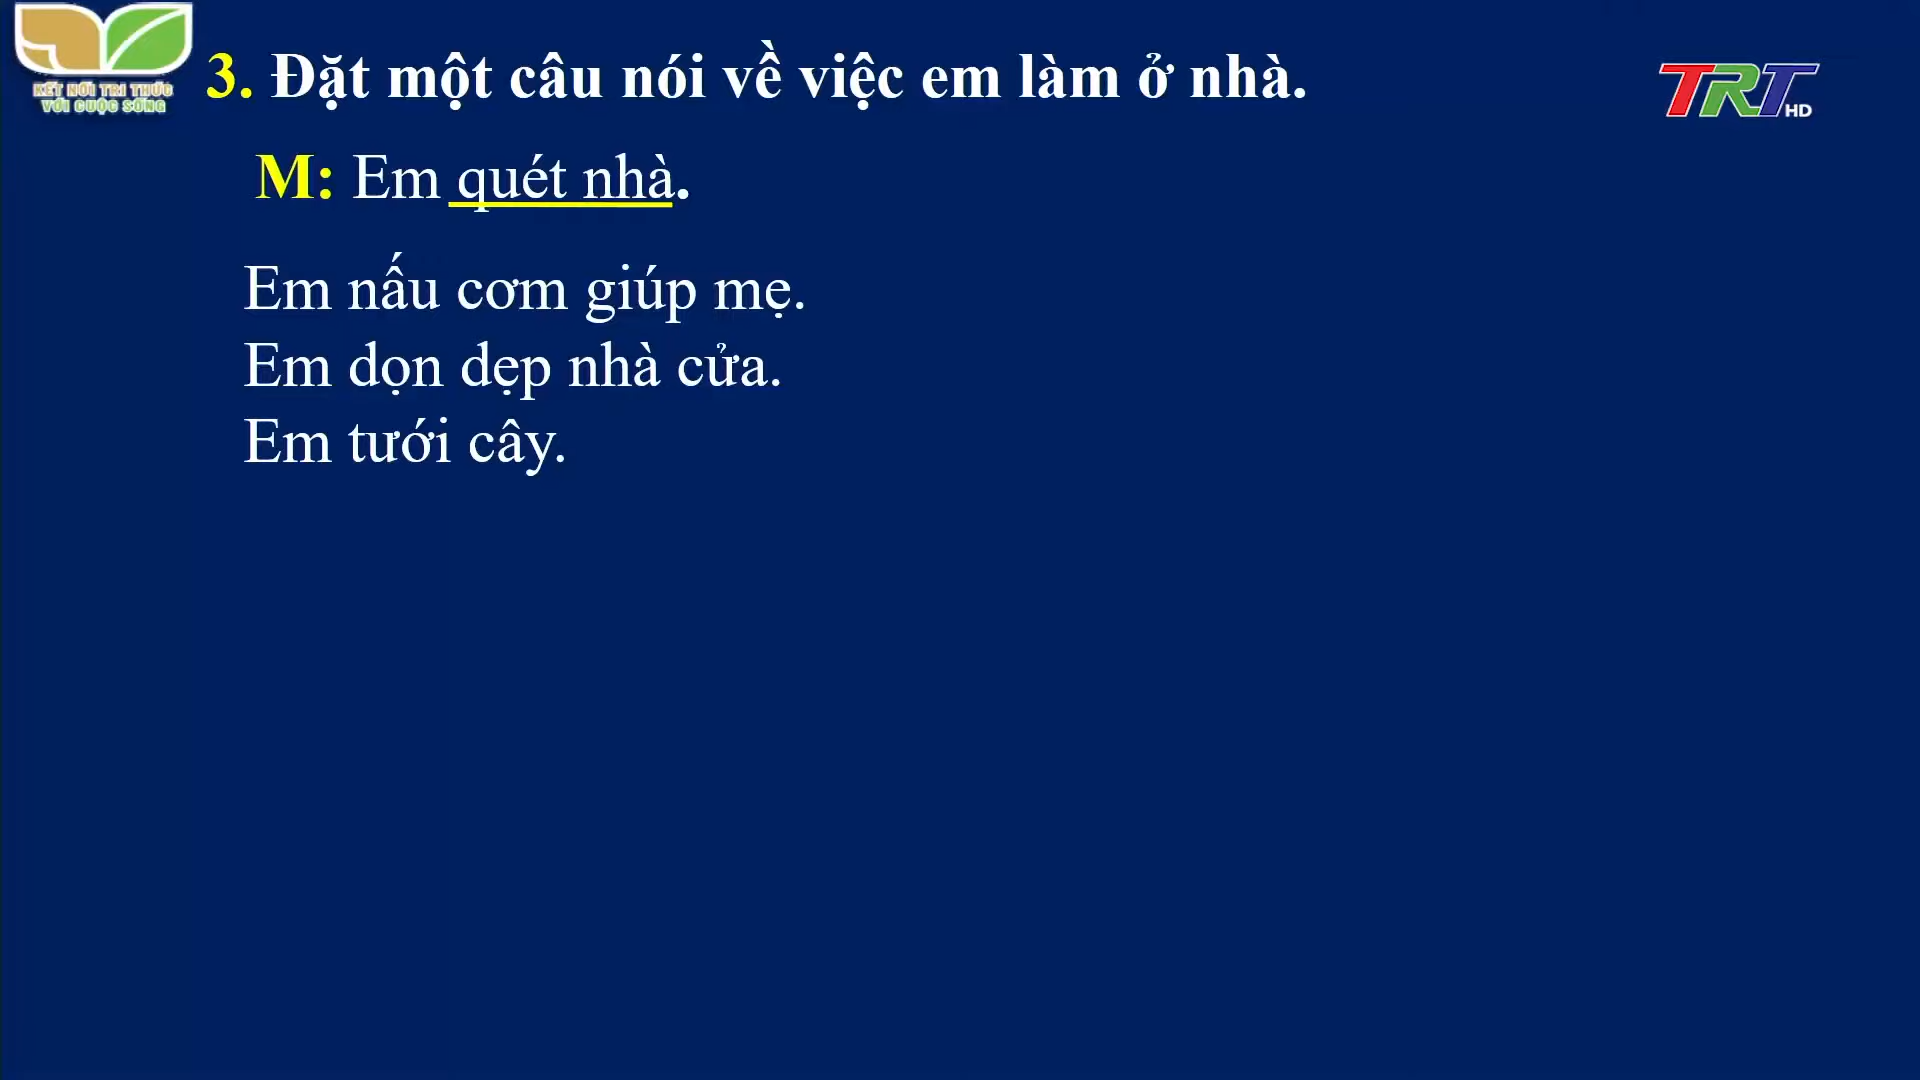 KẾT NỐI TRI THỨC
VỚI CUỘC SỐNG
3. Đặt một câu nói về việc em làm ở nhà.
TRT HD
M: Em quét nhà.
Em nấu cơm giúp mẹ.
Em dọn dẹp nhà cửa.
Em tưới cây.